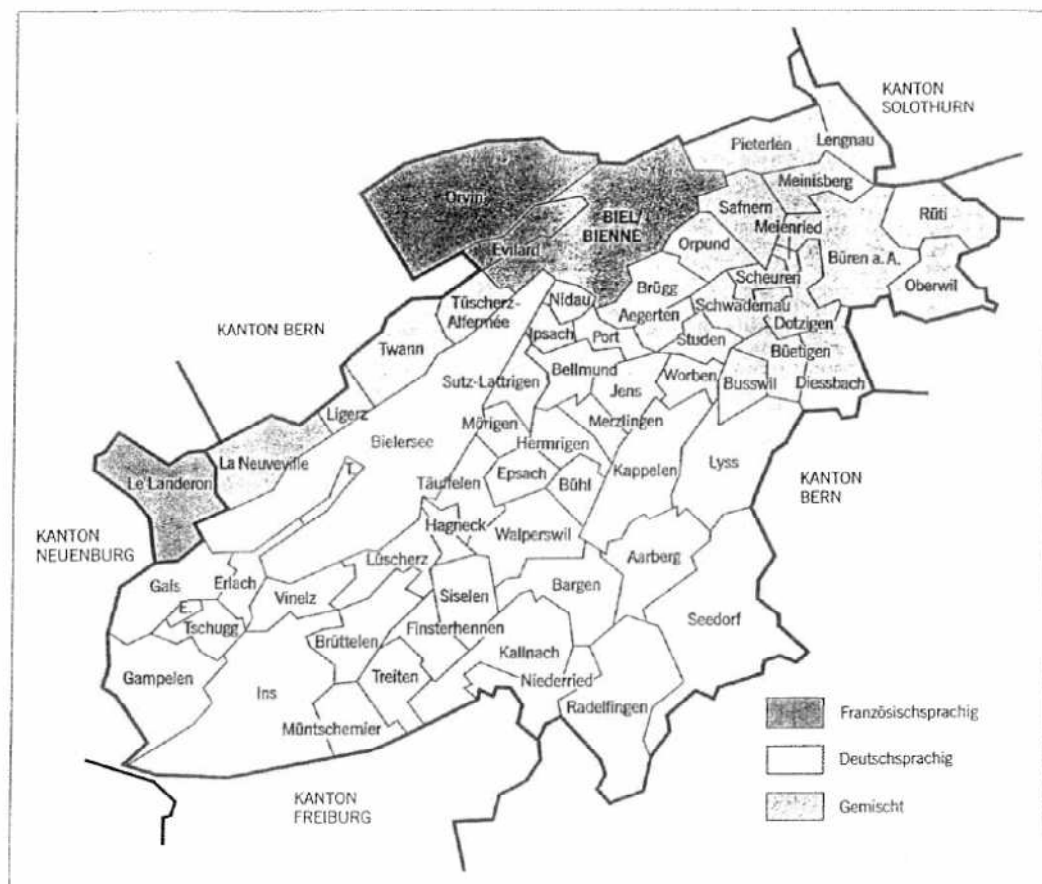 KANTON
SOLOTHURN
Pieterlen
Lengnau
Meinisberg
Orvin
Safnern
Rüti
BIEL/
BIENNE
Meienried
Evilard
Orpund
Büren a. A.
Scheuren
Oberwil
Brügg
Tüscherz-
Alfermée
Nidau
Schwadernau
Aegerten
Dotzigen
KANTON BERN
Ipsach
Port
Studen
Twann
Büetigen
Bellmund
Sutz-Lattrigen
Jens
Worben
Busswil
Diessbach
Ligerz
Mörigen
Merzlingen
Bielersee
Hermrigen
La Neuveville
T.
Epsach
Kappelen
Lyss
Le Landeron
Täuffelen
Bühl
KANTON
BERN
Hagneck
Walperswil
KANTON
NEUENBURG
Lüscherz
Aarberg
Gals
Erlach
Bargen
Vinelz
Siselen
E.
Seedorf
Tschugg
Finsterhennen
Brüttelen
Kallnach
Gampelen
Treiten
Niederried
Ins
Radelfingen
Müntschemier
Französischsprachig
Deutschsprachig
KANTON
FREIBURG
Gemischt